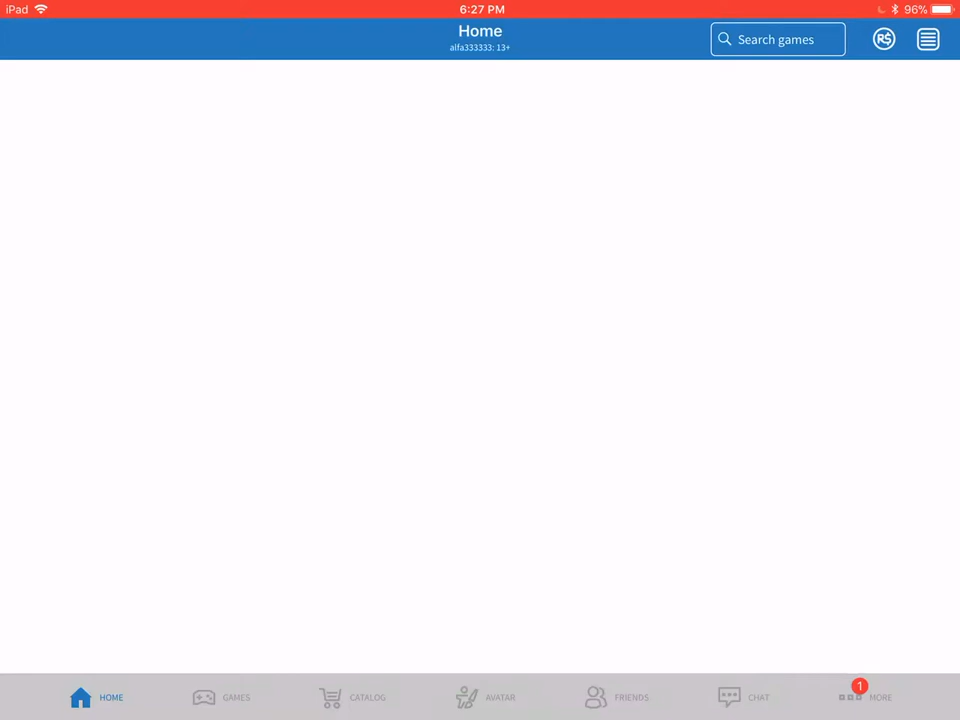 iPad 6:27 PM 96%
Home
alfa333333: 13+
Search games
R$
HOME GAMES CATALOG AVATAR FRIENDS CHAT 1 MORE